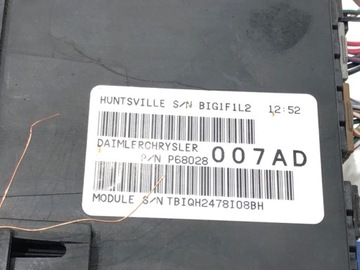 HUNTSVILLE S/N BIG1F1L2 12:52
DAIMLERCHRYSLER
P/N P68028 007AD
MODULE S/N TBIQH2478I08BH